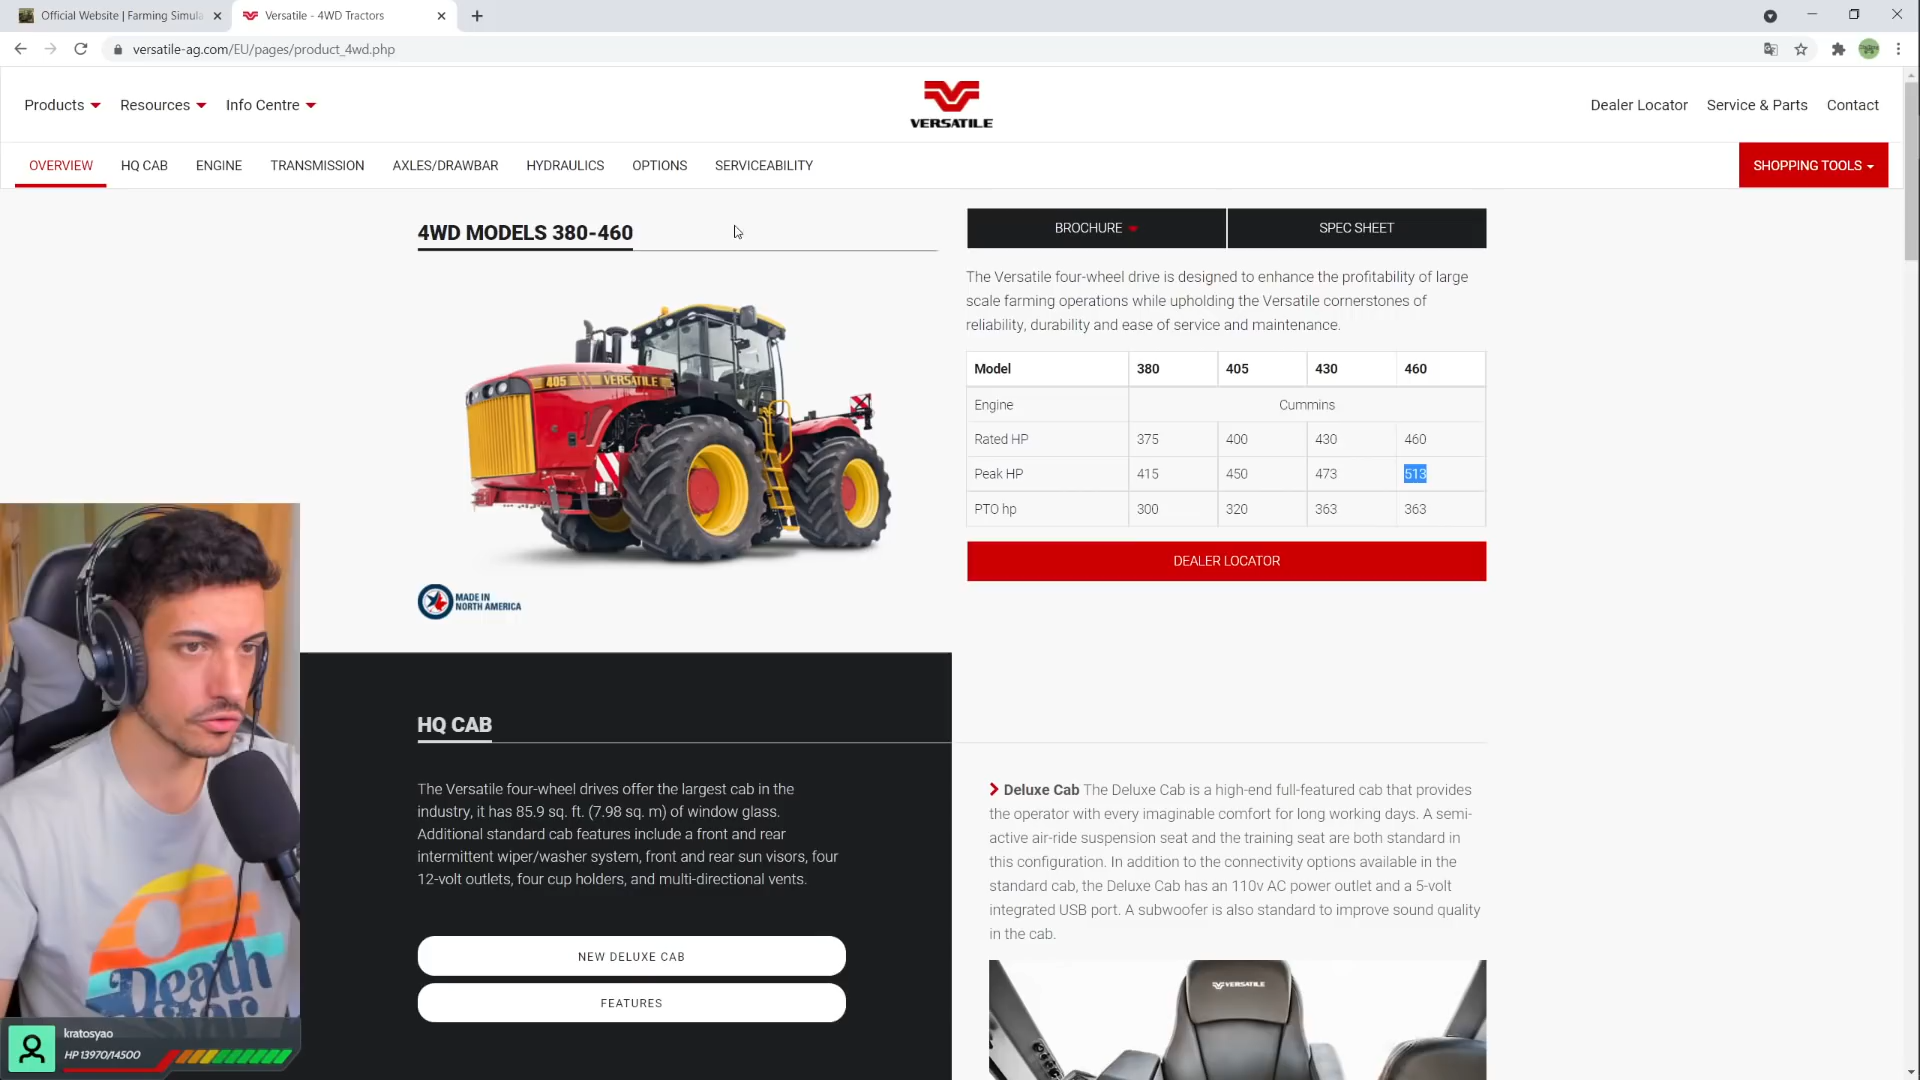 Official Website | Farming Simula
Versatile - 4WD Tractors
versatile-ag.com/EU/pages/product_4wd.php
Products
Resources
Info Centre
VERSATILE
Dealer Locator
Service & Parts
Contact
OVERVIEW
HQ CAB
ENGINE
TRANSMISSION
AXLES/DRAWBAR
HYDRAULICS
OPTIONS
SERVICEABILITY
SHOPPING TOOLS
4WD MODELS 380-460
405 VERSATILE
MADE IN
NORTH AMERICA
BROCHURE
SPEC SHEET
The Versatile four-wheel drive is designed to enhance the profitability of large
scale farming operations while upholding the Versatile cornerstones of
reliability, durability and ease of service and maintenance.
Model 380 405 430 460
Engine Cummins
Rated HP 375 400 430 460
Peak HP 415 450 473 513
PTO hp 300 320 363 363
DEALER LOCATOR
HQ CAB
The Versatile four-wheel drives offer the largest cab in the
industry, it has 85.9 sq. ft. (7.98 sq. m) of window glass.
Additional standard cab features include a front and rear
intermittent wiper/washer system, front and rear sun visors, four
12-volt outlets, four cup holders, and multi-directional vents.
NEW DELUXE CAB
FEATURES
Deluxe Cab The Deluxe Cab is a high-end full-featured cab that provides
the operator with every imaginable comfort for long working days. A semi-
active air-ride suspension seat and the training seat are both standard in
this configuration. In addition to the connectivity options available in the
standard cab, the Deluxe Cab has an 110v AC power outlet and a 5-volt
integrated USB port. A subwoofer is also standard to improve sound quality
in the cab.
VERSATILE
Death
kratosyao
HP 13970/14500